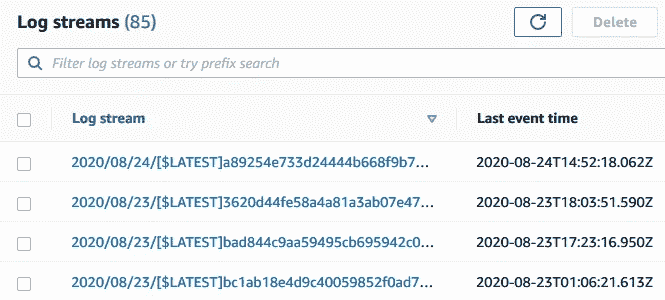 Log streams (85)
Delete
Filter log streams or try prefix search
Log stream Last event time
2020/08/24/[$LATEST]a89254e733d24444b668f9b7... 2020-08-24T14:52:18.062Z
2020/08/23/[$LATEST]3620d44fe58a4a81a3ab07e47... 2020-08-23T18:03:51.590Z
2020/08/23/[$LATEST]bad844c9aa59495cb695942c0... 2020-08-23T17:23:16.950Z
2020/08/23/[$LATEST]bc1ab18e4d9c40059852f0ad7... 2020-08-23T01:06:21.613Z